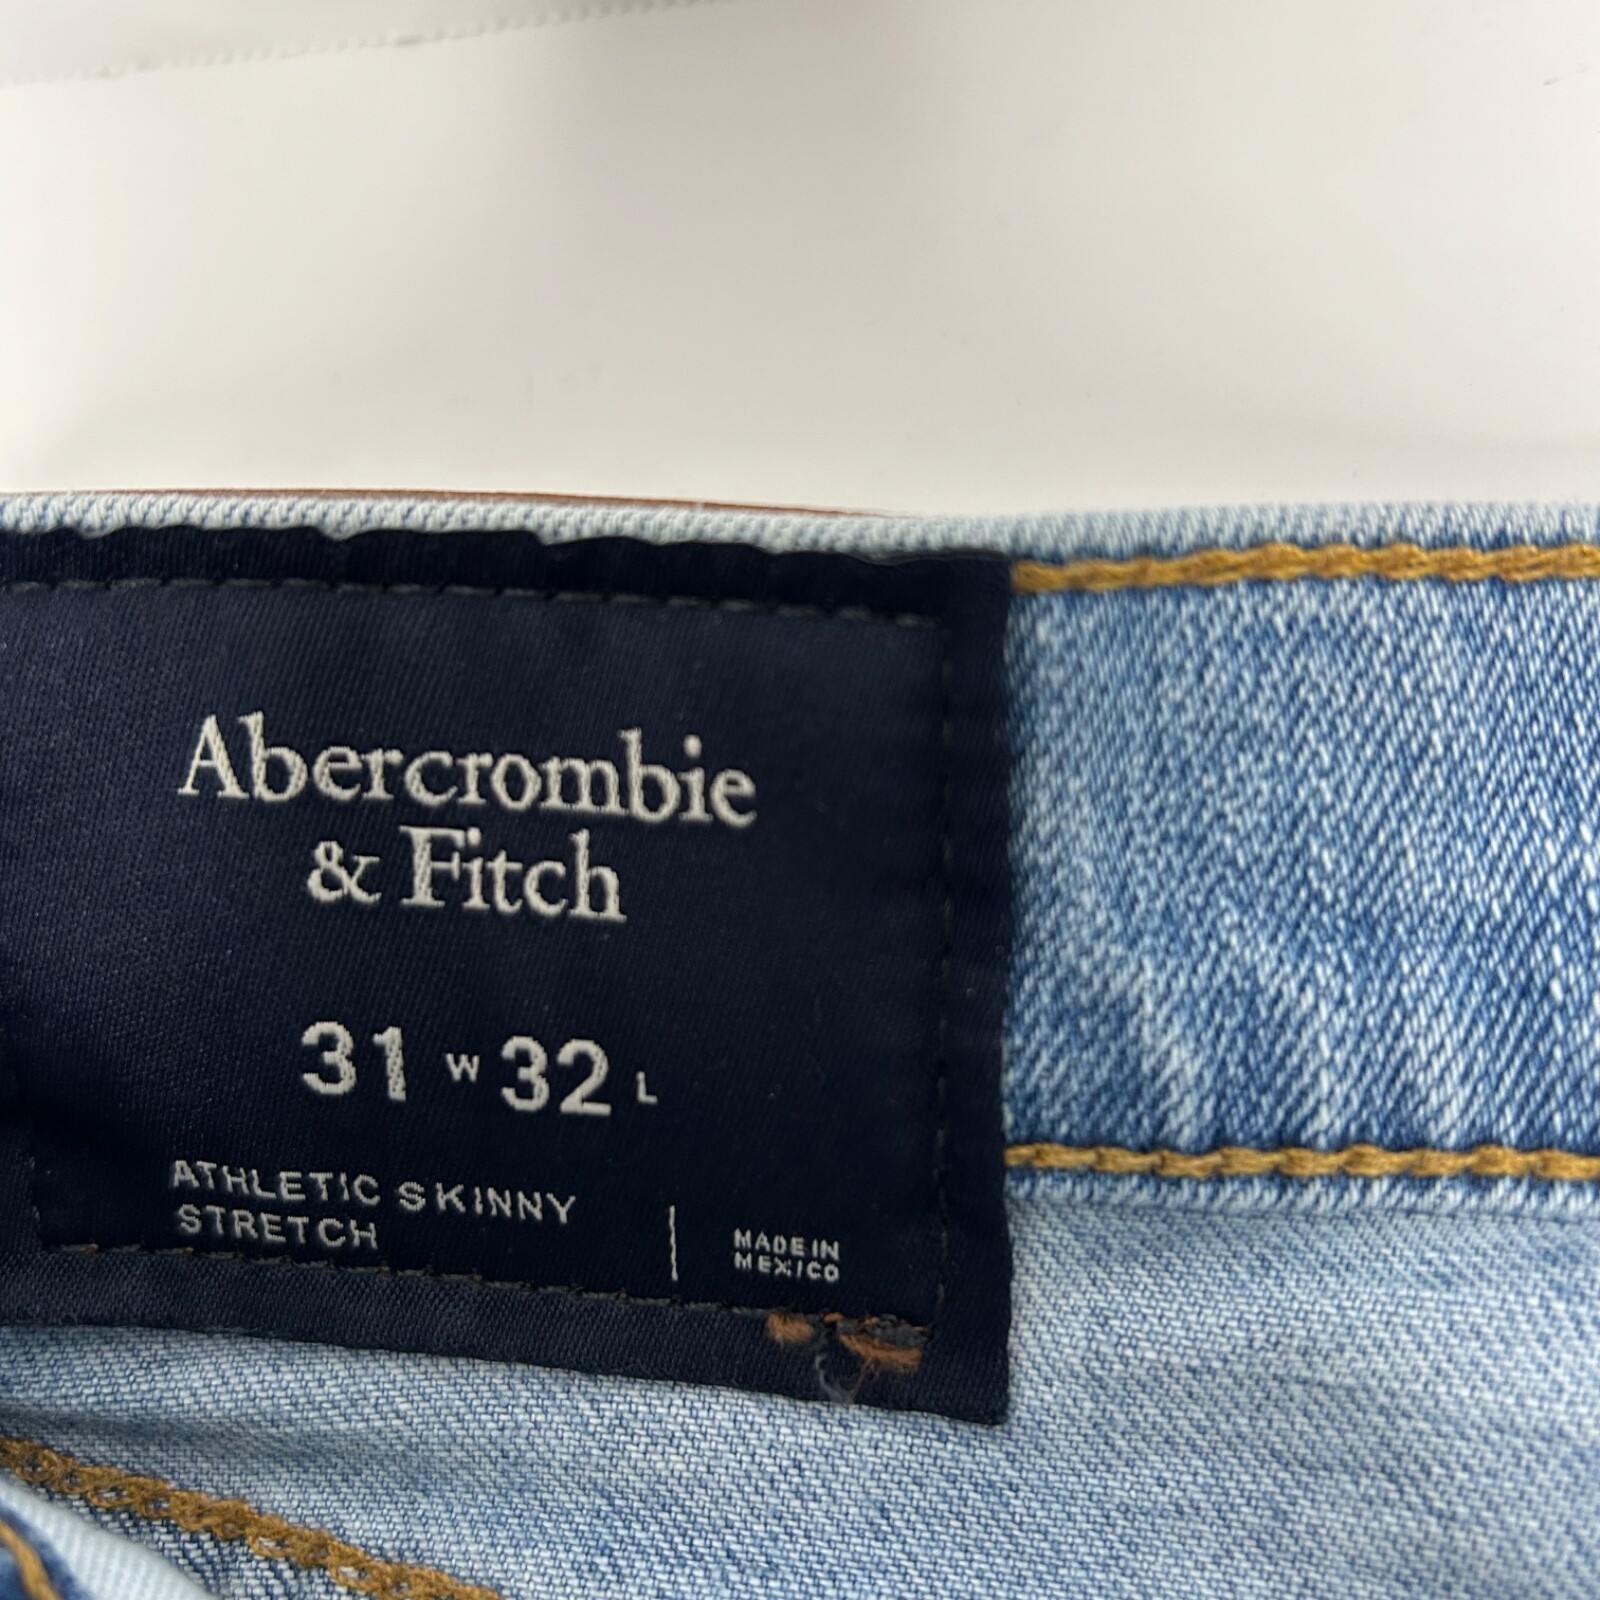 Abercrombie
& Fitch
31 W 32 L
ATHLETIC SKINNY
STRETCH
MADE IN
MEXICO